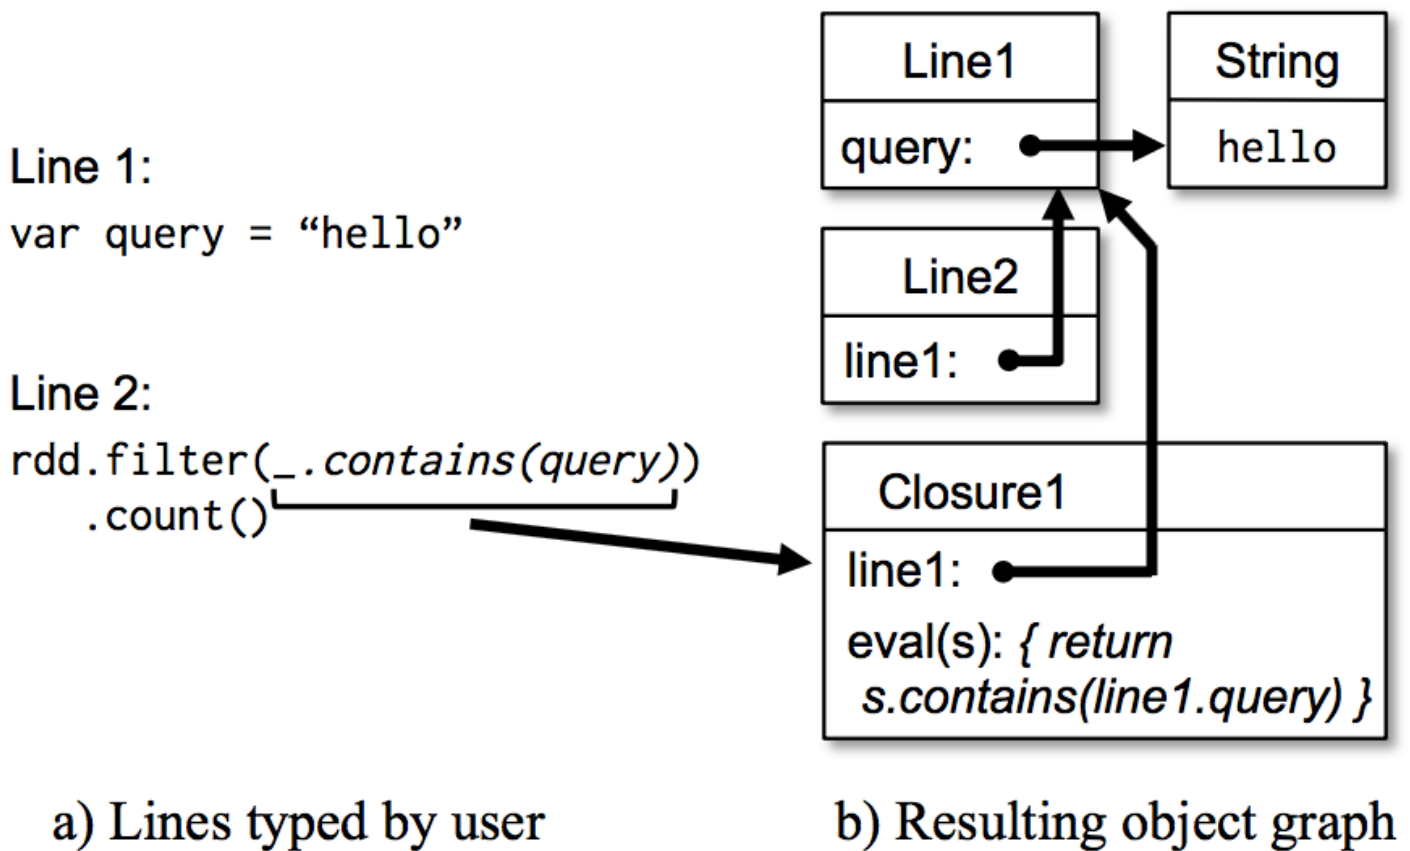 Line 1:
var query = “hello”
Line 2:
rdd.filter(_.contains(query))
.count()
a) Lines typed by user
Line1
query:
String
hello
Line2
line1:
Closure1
line1:
eval(s): { return
s.contains(line1.query) }
b) Resulting object graph